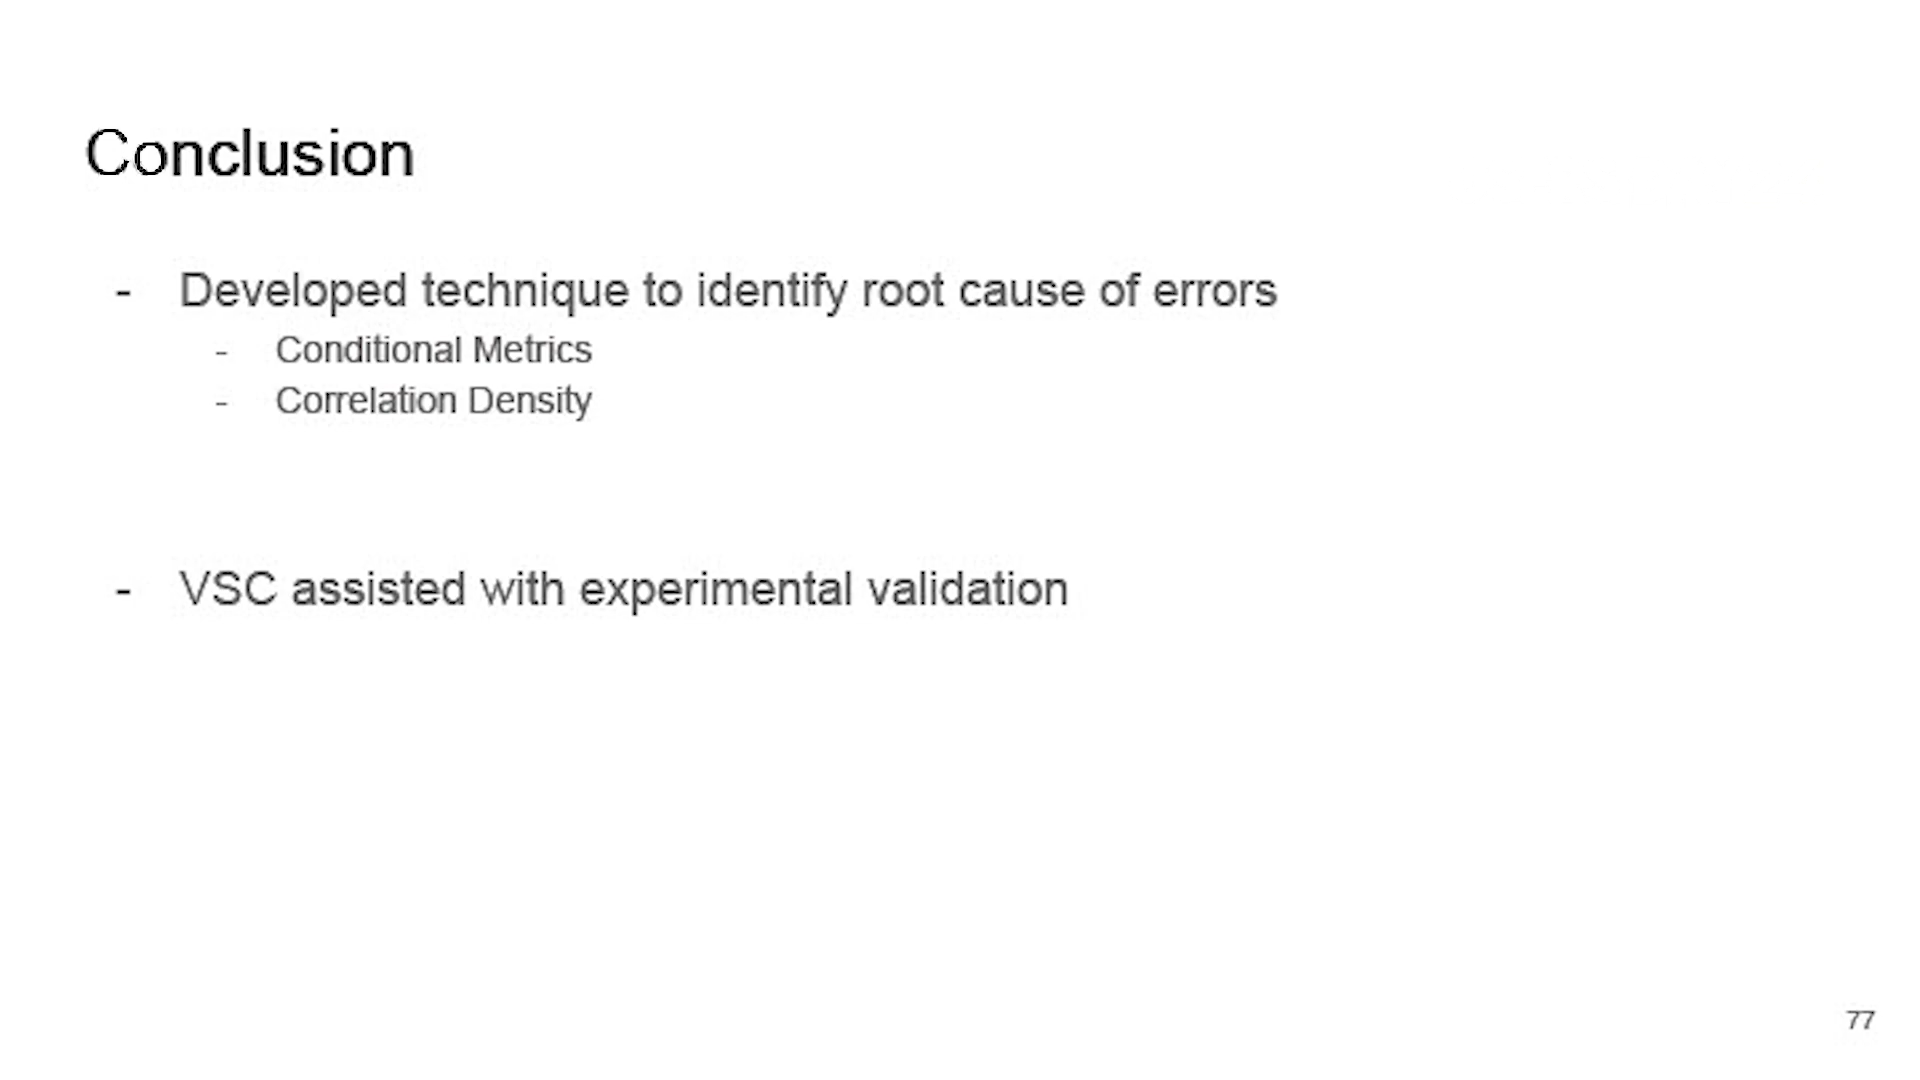 Conclusion
- Developed technique to identify root cause of errors
- Conditional Metrics
- Correlation Density
- VSC assisted with experimental validation
77